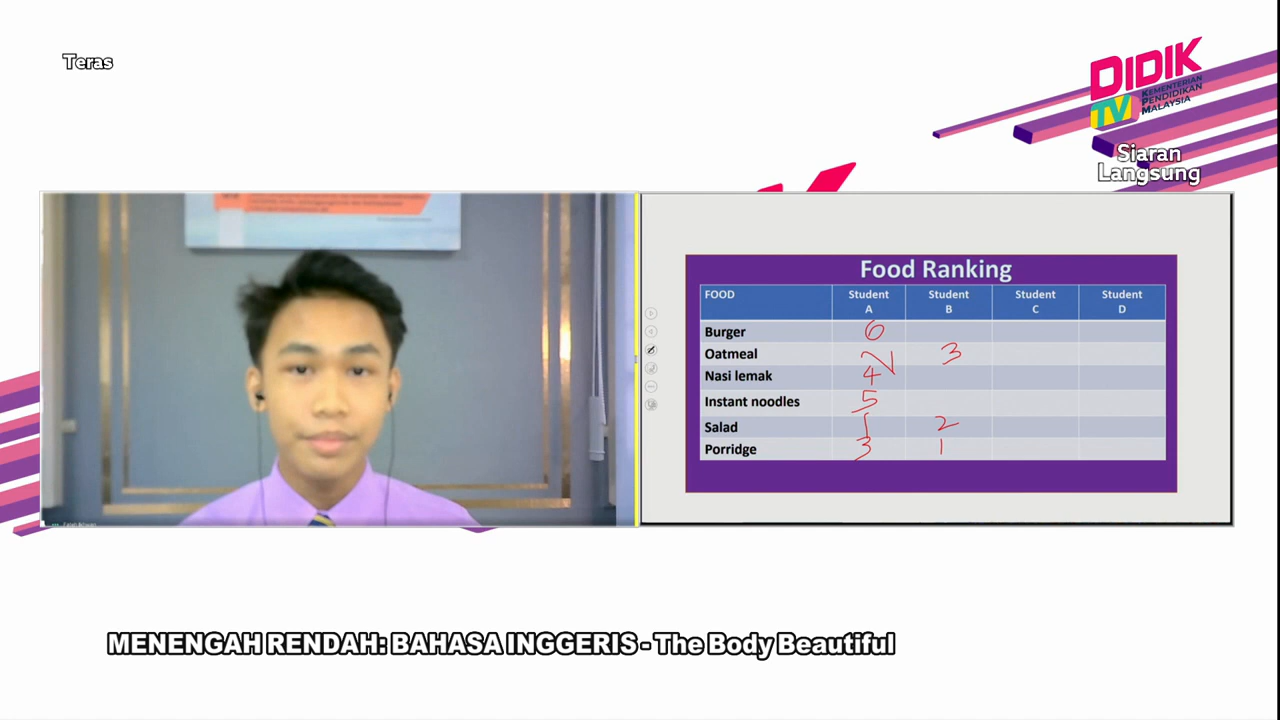 Teras
DIDIK
TV
KEMENTERIAN
PENDIDIKAN
MALAYSIA
Siaran
Langsung
Food Ranking
FOOD Student A Student B Student C Student D
Burger 6
Oatmeal 2 3
Nasi lemak 4
Instant noodles 5
Salad 1 2
Porridge 3 1
MENENGAH RENDAH: BAHASA INGGERIS - The Body Beautiful